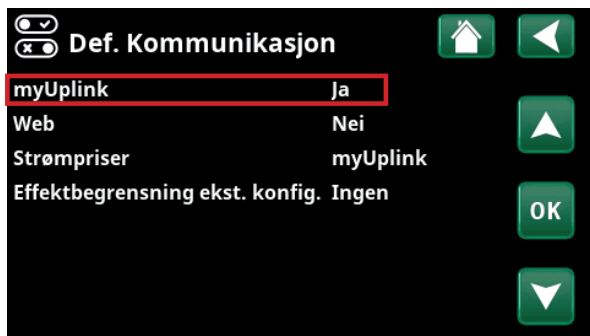 Def. Kommunikasjon
myUplink Ja
Web Nei
Strømpriser myUplink
Effektbegrensning ekst. konfig. Ingen
OK